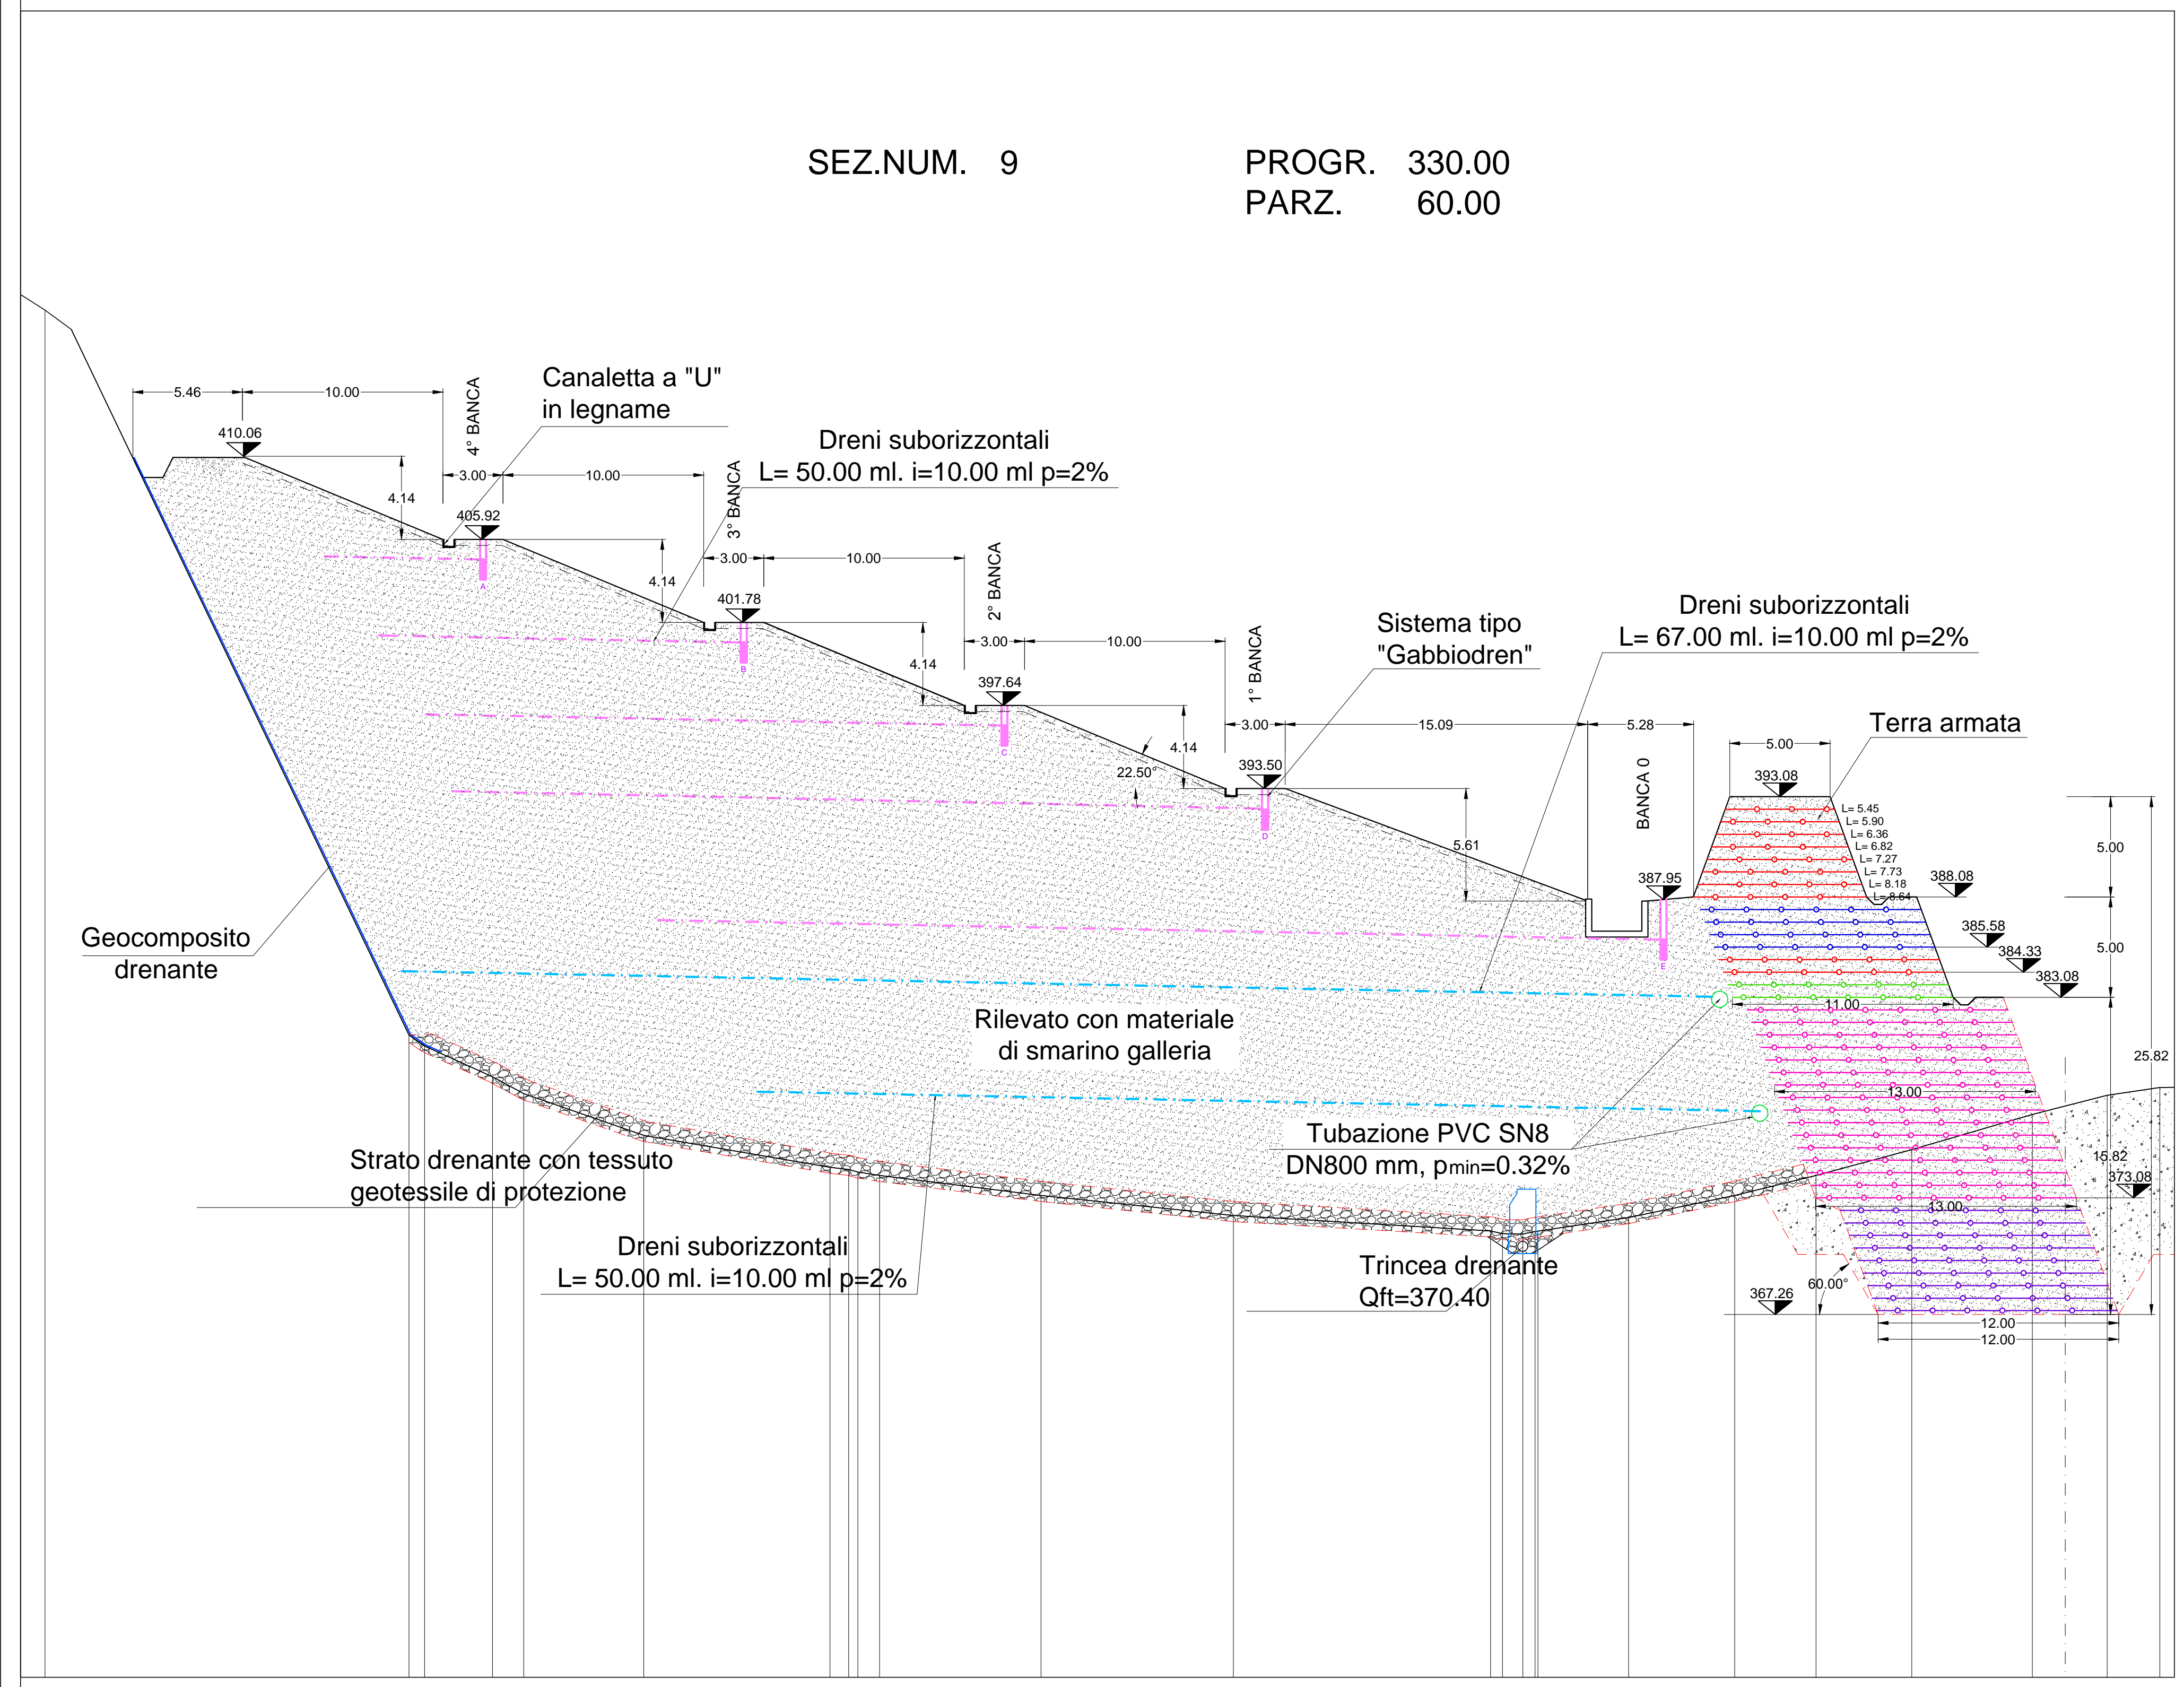 SEZ.NUM. 9
PROGR. 330.00
PARZ. 60.00
5.46
10.00
410.06
4.14
4° BANCA
3.00
10.00
405.92
Canaletta a "U"
in legname
Dreni suborizzontali
L= 50.00 ml. i=10.00 ml p=2%
A
4.14
3° BANCA
3.00
10.00
401.78
B
4.14
2° BANCA
3.00
10.00
397.64
C
22.50°
4.14
1° BANCA
3.00
15.09
5.28
393.50
D
Sistema tipo
"Gabbiodren"
Dreni suborizzontali
L= 67.00 ml. i=10.00 ml p=2%
5.61
BANCA 0
387.95
E
Terra armata
5.00
393.08
L= 5.45
L= 5.90
L= 6.36
L= 6.82
L= 7.27
L= 7.73
L= 8.18
L= 8.64
388.08
5.00
385.58
384.33
383.08
5.00
11.00
25.82
13.00
15.82
373.08
13.00
60.00°
367.26
12.00
12.00
Geocomposito
drenante
Rilevato con materiale
di smarino galleria
Tubazione PVC SN8
DN800 mm, pmin=0.32%
Strato drenante con tessuto
geotessile di protezione
Dreni suborizzontali
L= 50.00 ml. i=10.00 ml p=2%
Trincea drenante
Qft=370.40